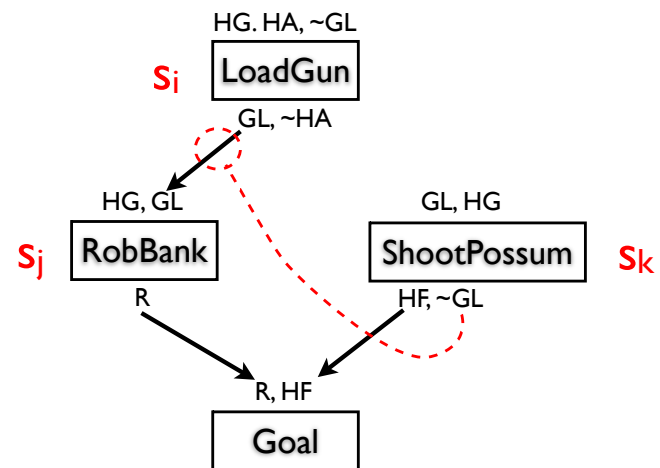 HG. HA, ~GL
LoadGun
si
GL, ~HA
HG, GL
GL, HG
sj
RobBank
ShootPossum
sk
R
HF, ~GL
R, HF
Goal